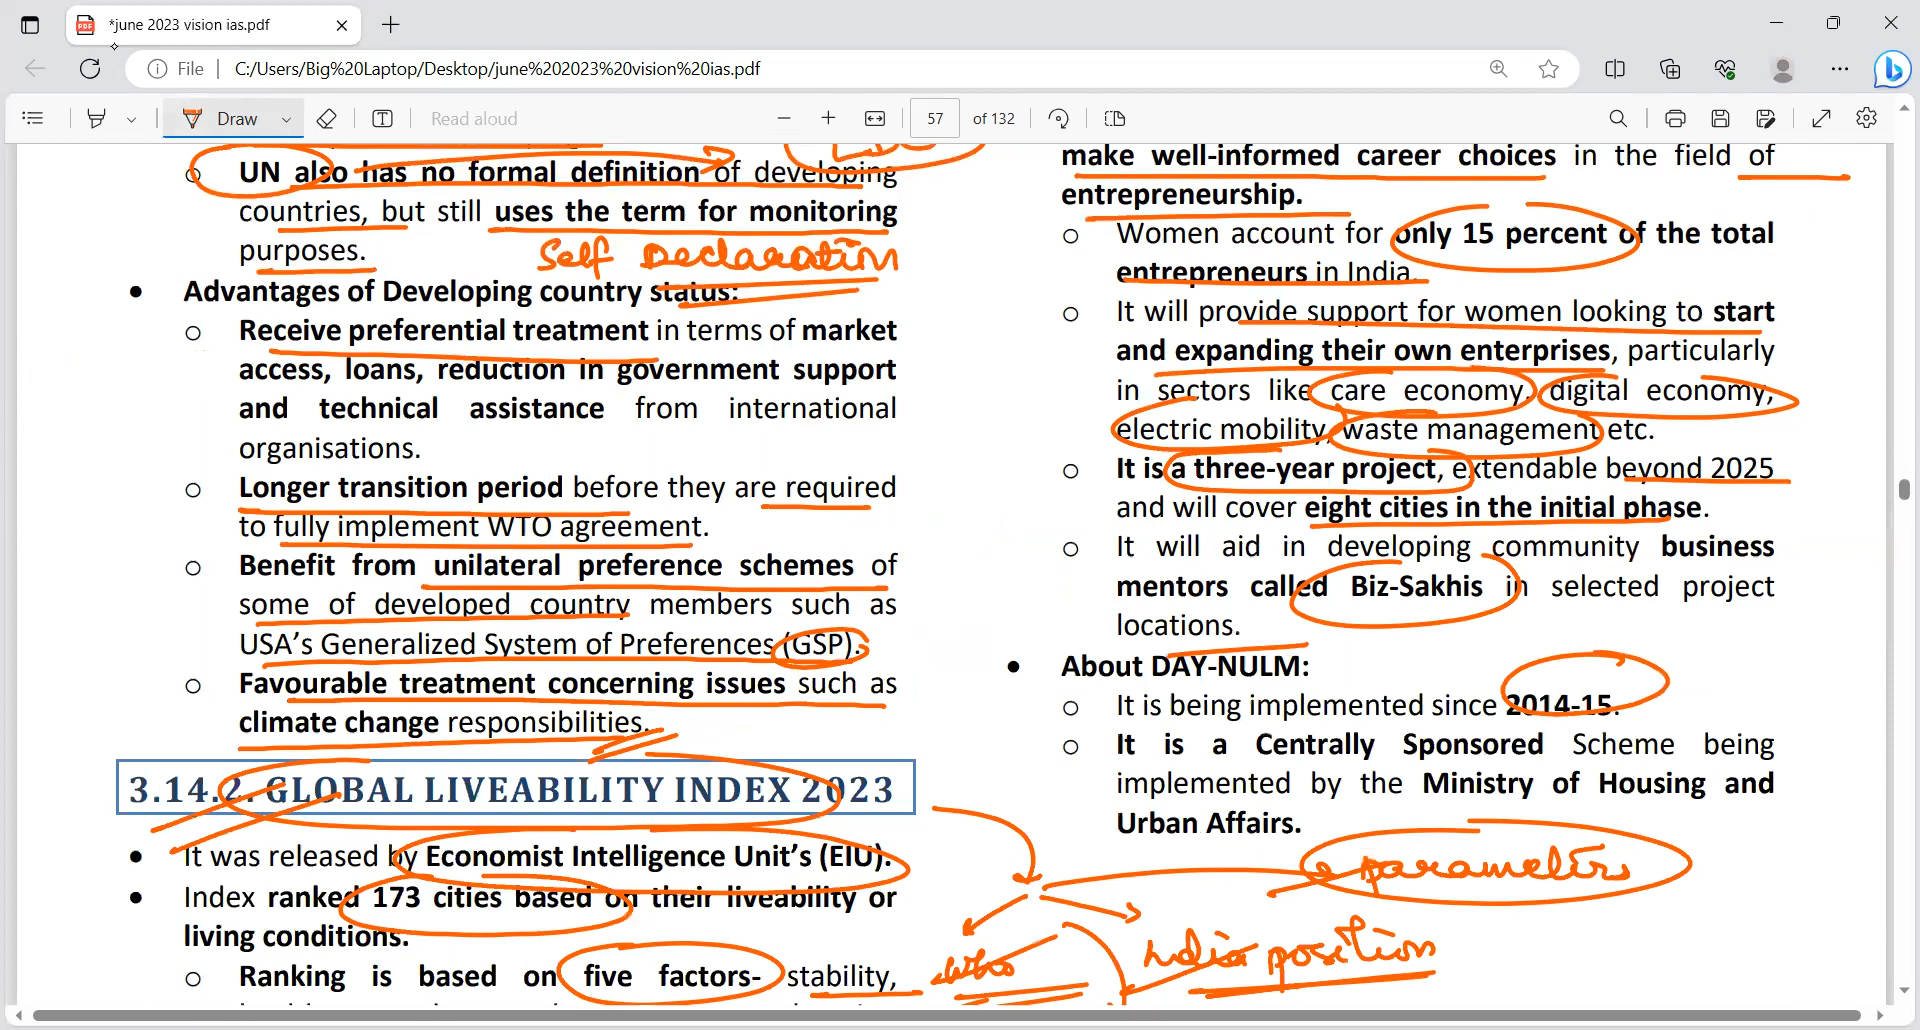 *june 2023 vision ias.pdf
File
C:/Users/Big%20Laptop/Desktop/june%202023%20vision%20ias.pdf
Draw
Read aloud
57 of 132
UN also has no formal definition of developing
countries, but still uses the term for monitoring
purposes.
Self Declaration
Advantages of Developing country status:
Receive preferential treatment in terms of market
access, loans, reduction in government support
and technical assistance from international
organisations.
Longer transition period before they are required
to fully implement WTO agreement.
Benefit from unilateral preference schemes of
some of developed country members such as
USA's Generalized System of Preferences (GSP).
Favourable treatment concerning issues such as
climate change responsibilities.
3.14.2. GLOBAL LIVEABILITY INDEX 2023
It was released by Economist Intelligence Unit's (EIU).
Index ranked 173 cities based on their liveability or
living conditions.
Ranking is based on five factors- stability,
make well-informed career choices in the field of
entrepreneurship.
Women account for only 15 percent of the total
entrepreneurs in India.
It will provide support for women looking to start
and expanding their own enterprises, particularly
in sectors like care economy, digital economy,
electric mobility, waste management etc.
It is a three-year project, extendable beyond 2025
and will cover eight cities in the initial phase.
It will aid in developing community business
mentors called Biz-Sakhis in selected project
locations.
About DAY-NULM:
It is being implemented since 2014-15.
It is a Centrally Sponsored Scheme being
implemented by the Ministry of Housing and
Urban Affairs.
parameters
India position
who